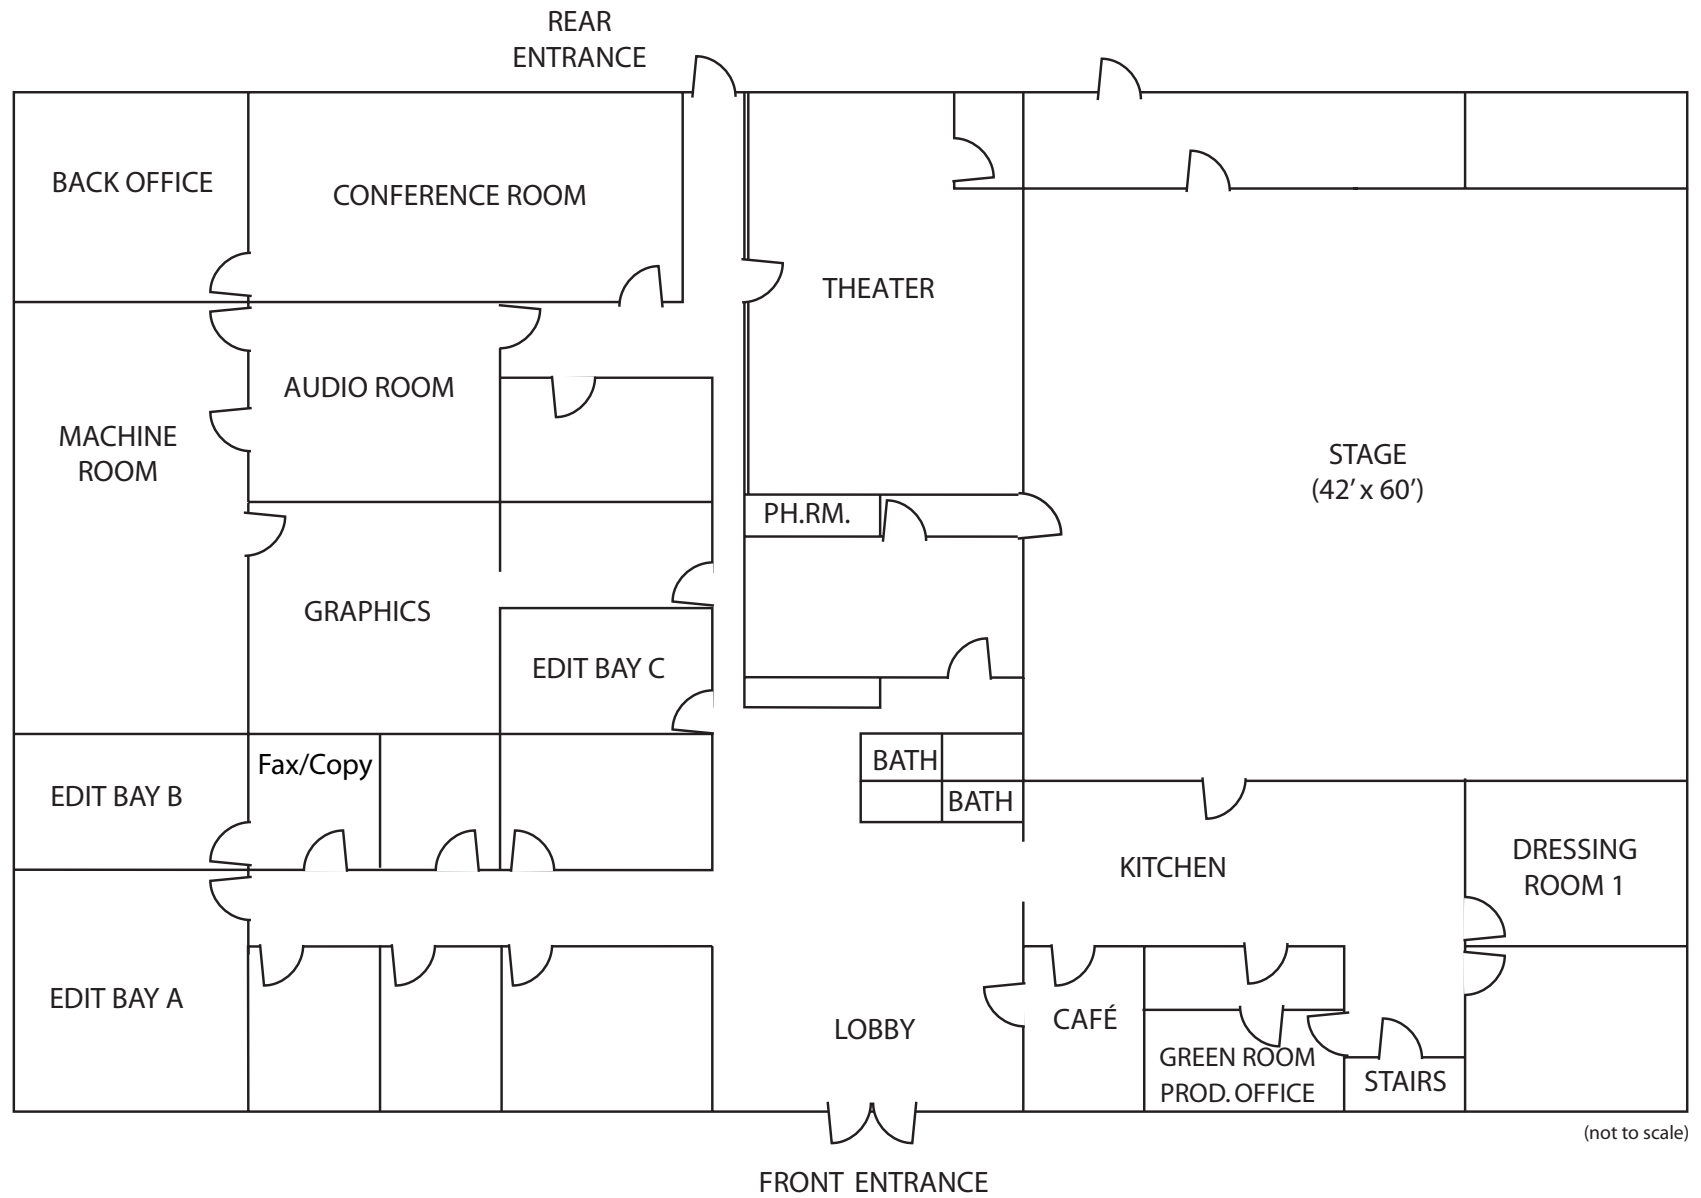 REAR
ENTRANCE
BACK OFFICE
CONFERENCE ROOM
THEATER
AUDIO ROOM
MACHINE
ROOM
STAGE
(42’ x 60’)
PH.RM.
GRAPHICS
EDIT BAY C
Fax/Copy
BATH
EDIT BAY B
BATH
KITCHEN
DRESSING
ROOM 1
EDIT BAY A
LOBBY
CAFÉ
GREEN ROOM
PROD. OFFICE
STAIRS
(not to scale)
FRONT ENTRANCE